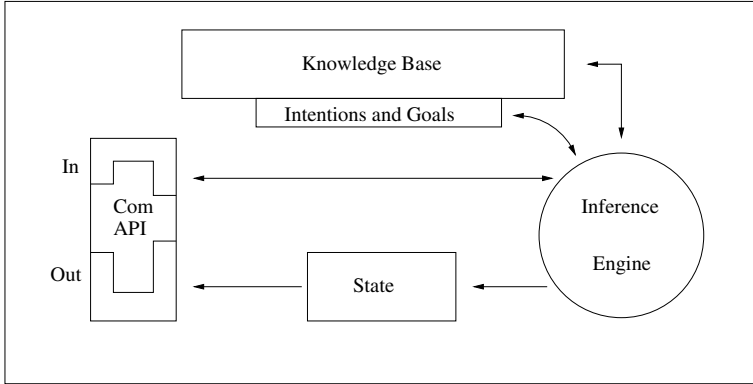 Knowledge Base
Intentions and Goals
In
Com
API
Inference
Engine
Out
State